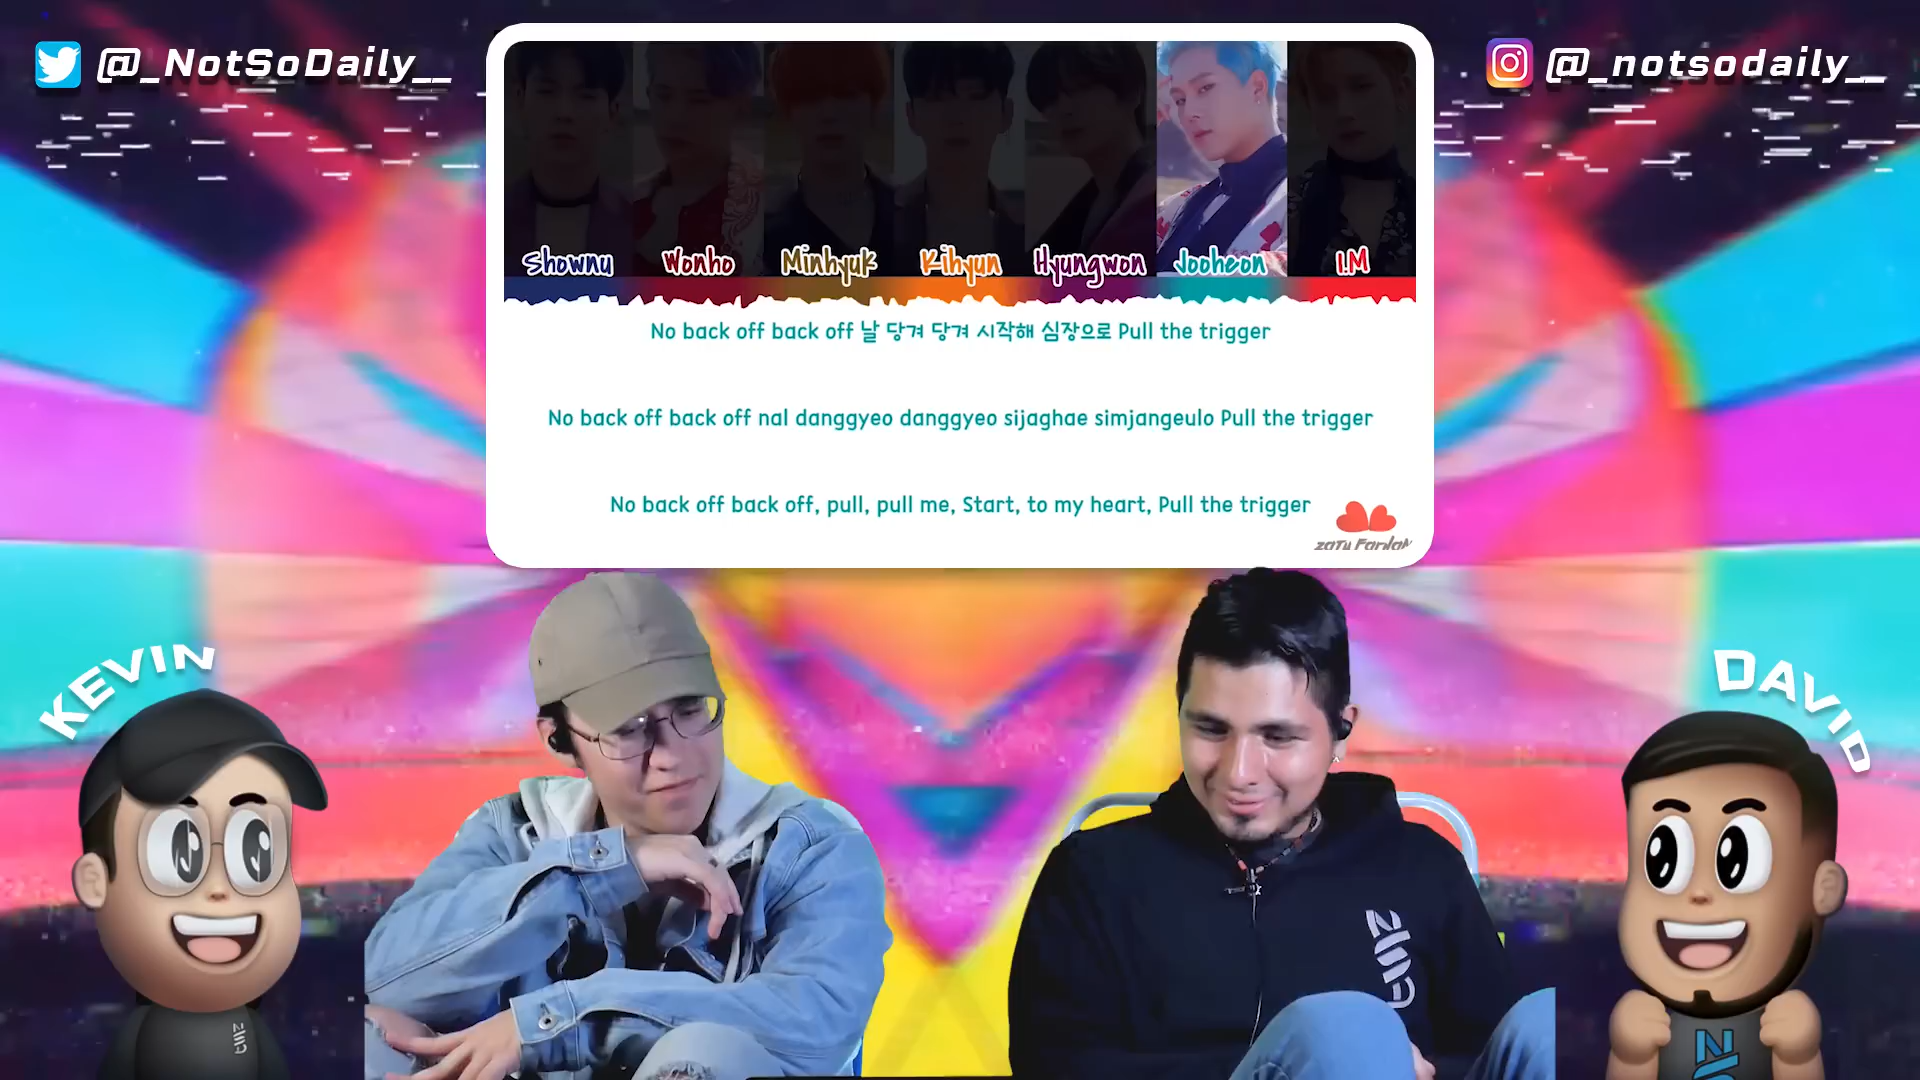 @_NotSoDaily__
@_notsodaily__
Shownu
Wonho
Minhyuk
Kihyun
Hyungwon
Jooheon
I.M
No back off back off 날 당겨 당겨 시작해 심장으로 Pull the trigger
No back off back off nal danggyeo danggyeo sijaghae simjangeulo Pull the trigger
No back off back off, pull, pull me, Start, to my heart, Pull the trigger
KEVIN
DAVID